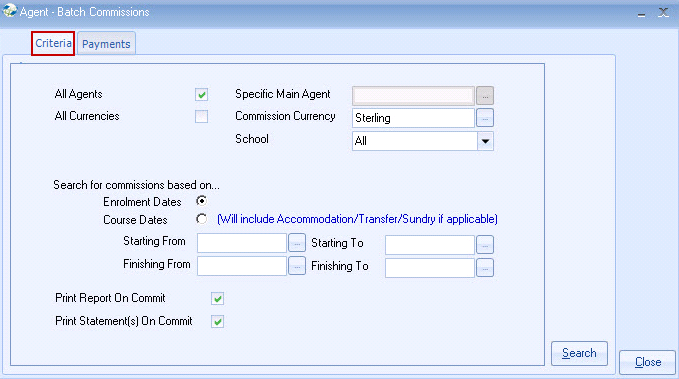 Agent - Batch Commissions
Criteria Payments
All Agents Specific Main Agent ...
All Currencies Commission Currency Sterling ...
School All
Search for commissions based on...
Enrolment Dates
Course Dates (Will include Accommodation/Transfer/Sundry if applicable)
Starting From ... Starting To ...
Finishing From ... Finishing To ...
Print Report On Commit
Print Statement(s) On Commit
Search Close